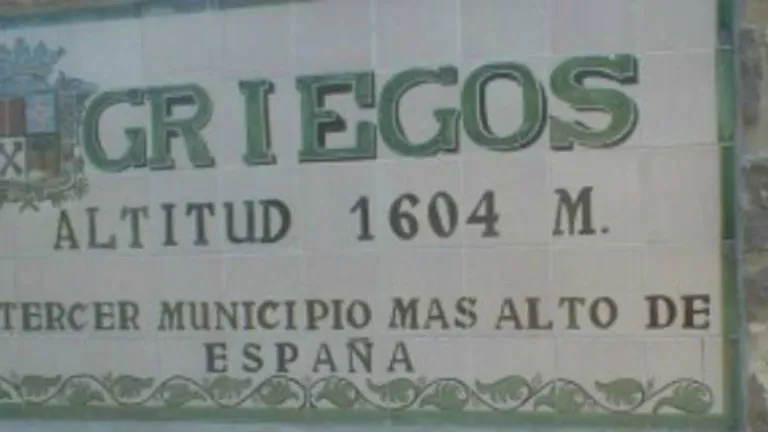 GRIEGOS
ALTITUD 1604 M.
TERCER MUNICIPIO MAS ALTO DE
ESPAÑA